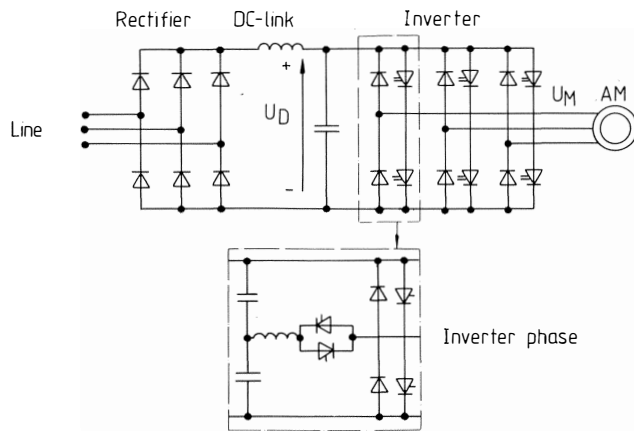 Rectifier DC-link Inverter
+
U_D
−
Line
U_M AM
Inverter phase